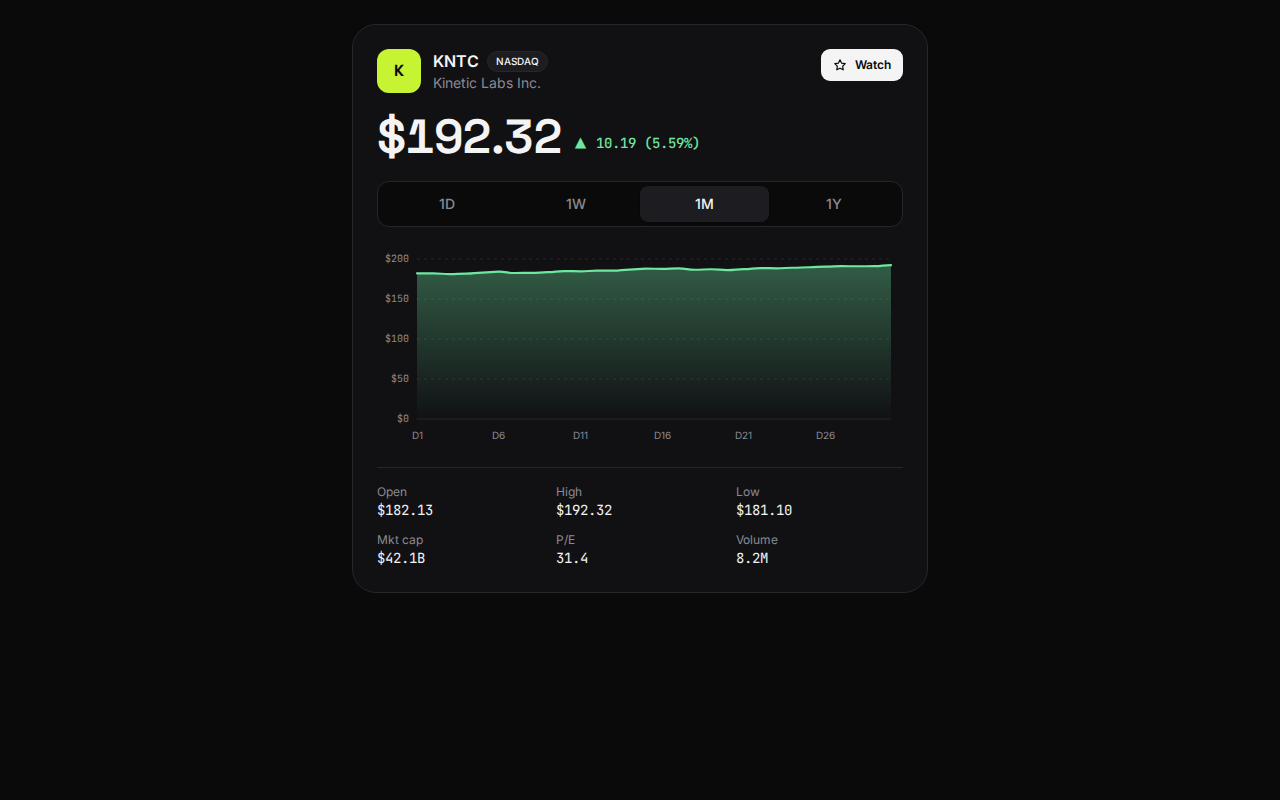 K
KNTC NASDAQ
Kinetic Labs Inc.
Watch
$192.32 ▲ 10.19 (5.59%)
1D 1W 1M 1Y
$200
$150
$100
$50
$0
D1 D6 D11 D16 D21 D26
Open High Low
$182.13 $192.32 $181.10
Mkt cap P/E Volume
$42.1B 31.4 8.2M